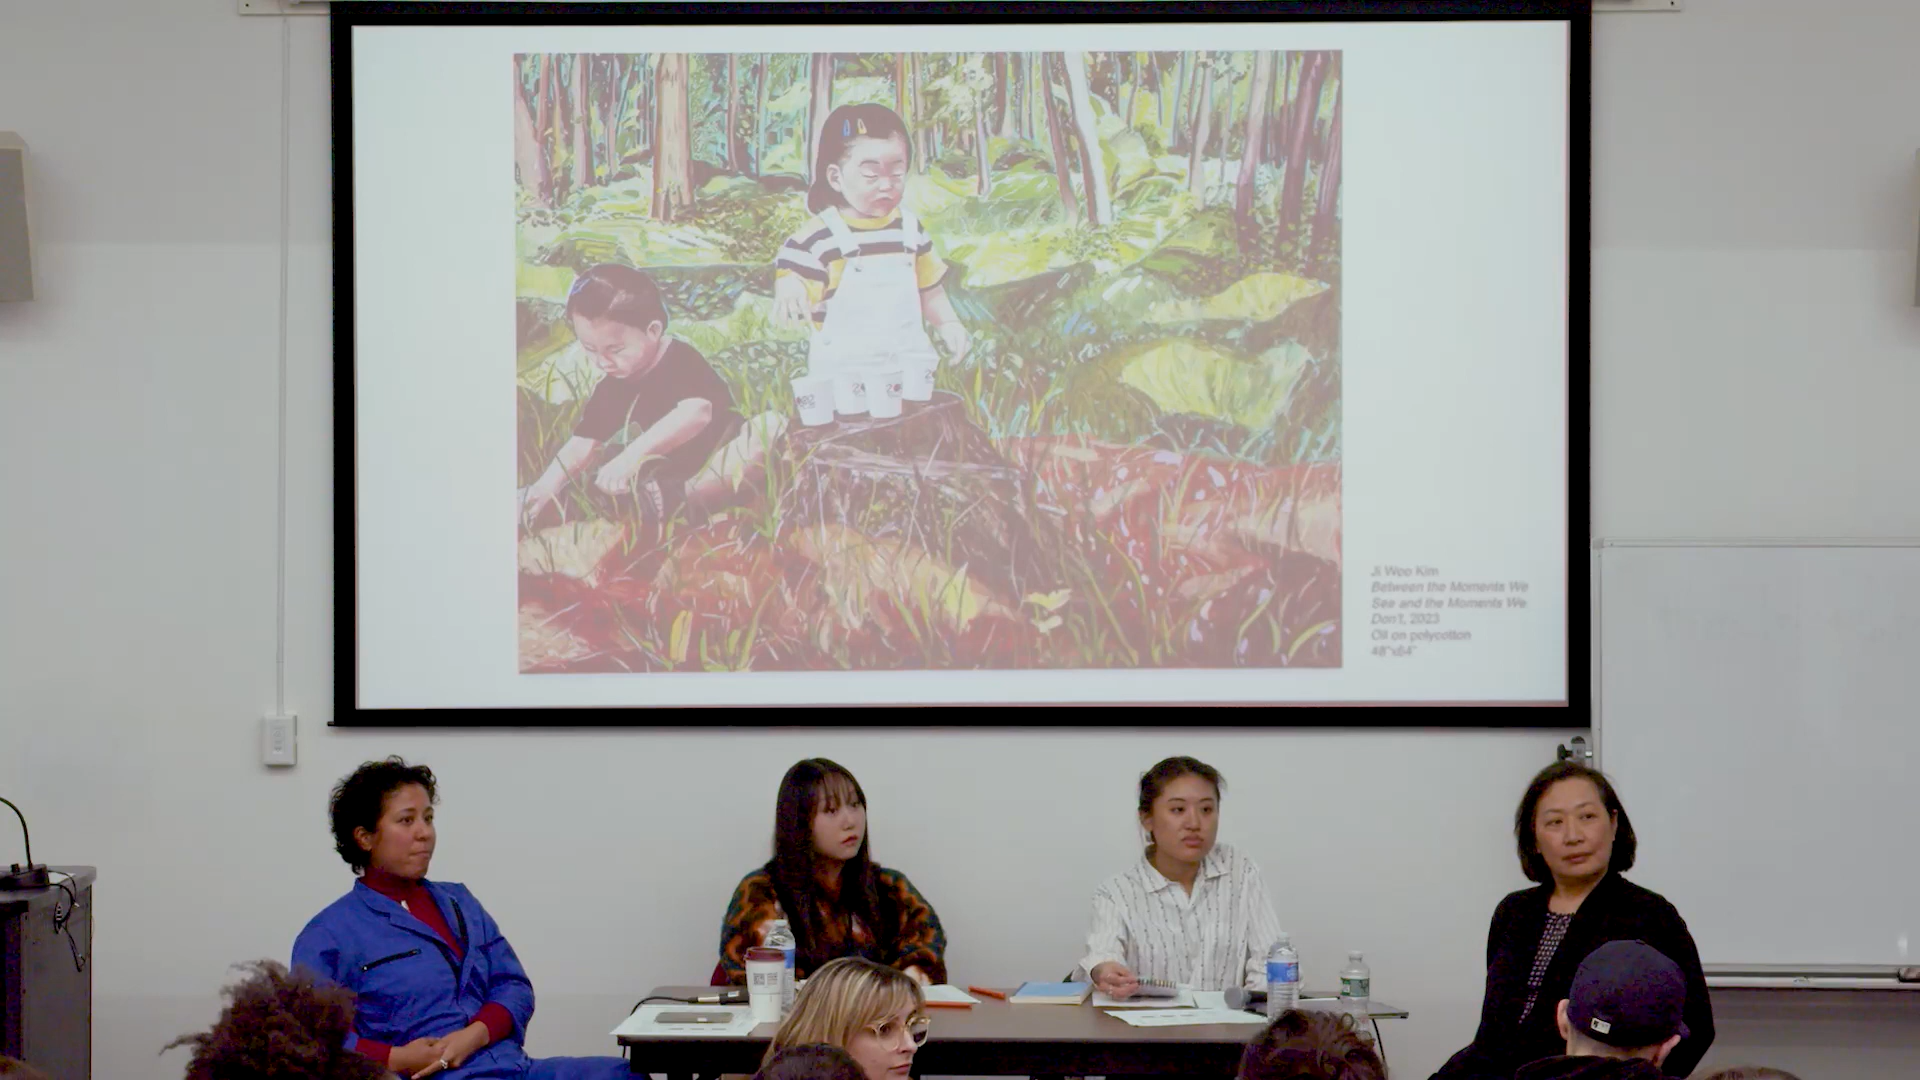 Ji Woo Kim
Between the Moments We
See and the Moments We
Don't, 2023
Oil on polycotton
48"x64"